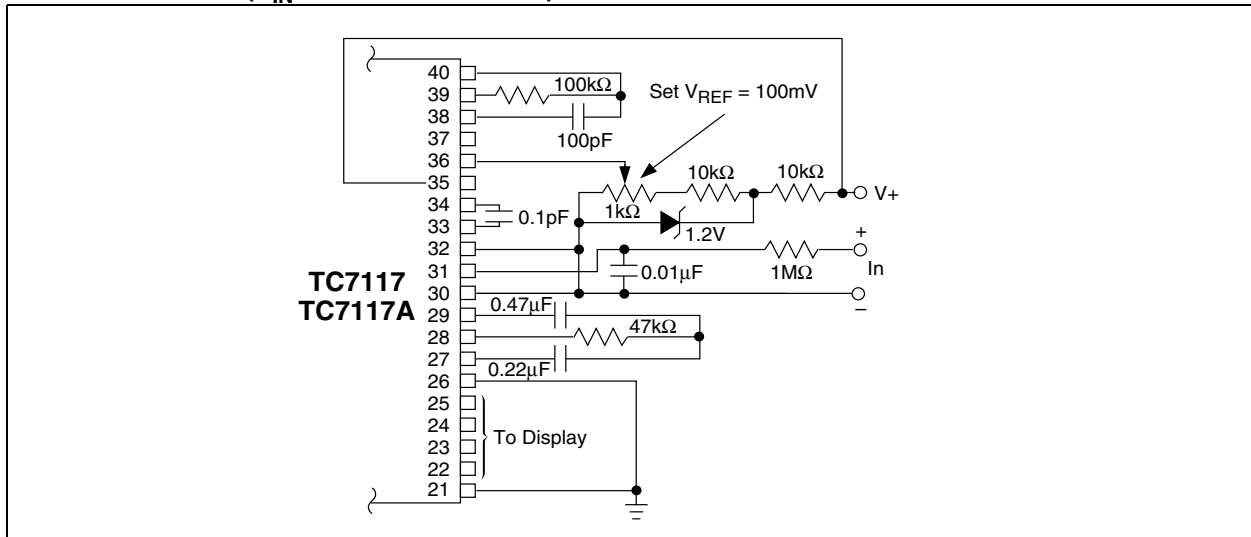 40
39
38
37
36
35
34
33
32
31
30
29
28
27
26
25
24
23
22
21
TC7117
TC7117A
100kΩ
100pF
Set VREF = 100mV
10kΩ
10kΩ
V+
1kΩ
1.2V
0.1pF
+
In
–
1MΩ
0.01µF
0.47µF
47kΩ
0.22µF
To Display